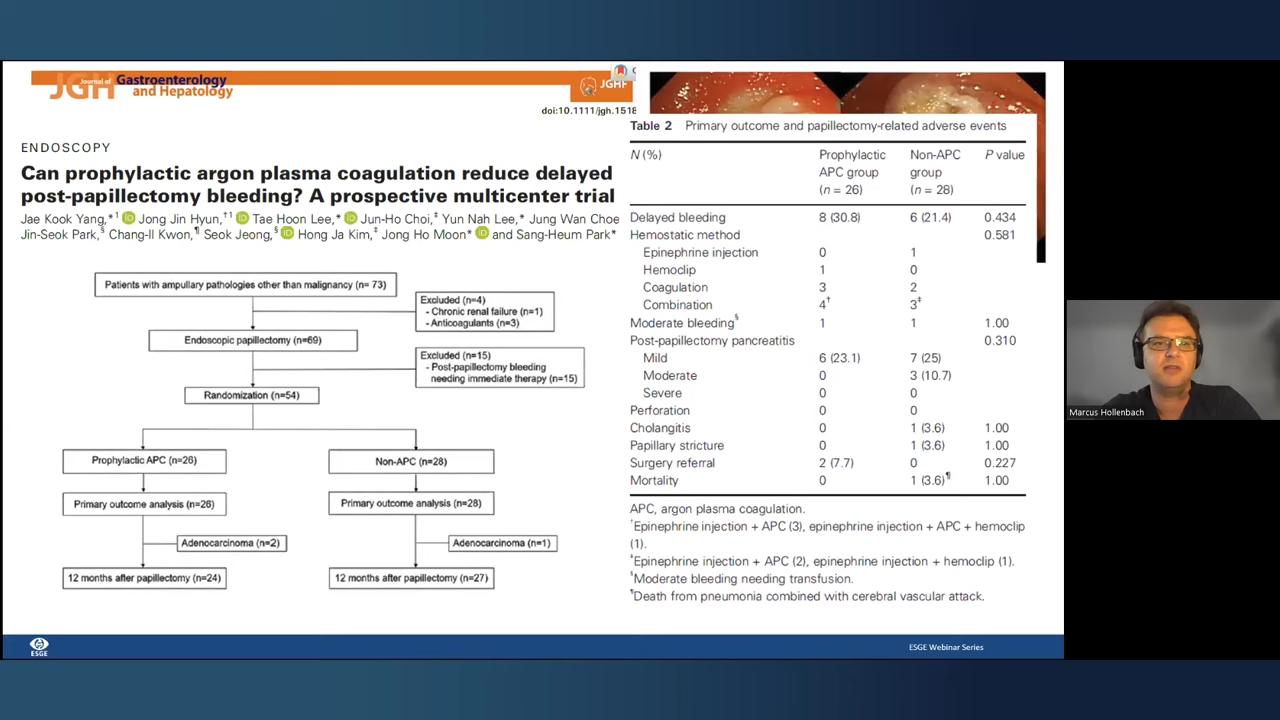 Journal of Gastroenterology
JGH and Hepatology
JGHF
doi:10.1111/jgh.1518
ENDOSCOPY
Can prophylactic argon plasma coagulation reduce delayed
post-papillectomy bleeding? A prospective multicenter trial
Jae Kook Yang,*¹ Jong Jin Hyun,†¹ Tae Hoon Lee,* Jun-Ho Choi,‡ Yun Nah Lee,* Jung Wan Choe
Jin-Seok Park,§ Chang-Il Kwon,¶ Seok Jeong,§ Hong Ja Kim,‡ Jong Ho Moon* and Sang-Heum Park*
Patients with ampullary pathologies other than malignancy (n= 73)
Excluded (n=4)
- Chronic renal failure (n=1)
- Anticoagulants (n=3)
Endoscopic papillectomy (n=69)
Excluded (n=15)
- Post-papillectomy bleeding
needing immediate therapy (n=15)
Randomization (n=54)
Prophylactic APC (n=26)
Non-APC (n=28)
Primary outcome analysis (n=26)
Primary outcome analysis (n=28)
Adenocarcinoma (n=2)
Adenocarcinoma (n=1)
12 months after papillectomy (n=24)
12 months after papillectomy (n=27)
Table 2 Primary outcome and papillectomy-related adverse events
N (%) Prophylactic Non-APC P value
APC group group
(n = 26) (n = 28)
Delayed bleeding 8 (30.8) 6 (21.4) 0.434
Hemostatic method 0.581
Epinephrine injection 0 1
Hemoclip 1 0
Coagulation 3 2
Combination 4† 3‡
Moderate bleeding§ 1 1 1.00
Post-papillectomy pancreatitis 0.310
Mild 6 (23.1) 7 (25)
Moderate 0 3 (10.7)
Severe 0 0
Perforation 0 0
Cholangitis 0 1 (3.6) 1.00
Papillary stricture 0 1 (3.6) 1.00
Surgery referral 2 (7.7) 0 0.227
Mortality 0 1 (3.6)¶ 1.00
APC, argon plasma coagulation.
†Epinephrine injection + APC (3), epinephrine injection + APC + hemoclip
(1).
‡Epinephrine injection + APC (2), epinephrine injection + hemoclip (1).
§Moderate bleeding needing transfusion.
¶Death from pneumonia combined with cerebral vascular attack.
Marcus Hollenbach
ESGE
ESGE Webinar Series